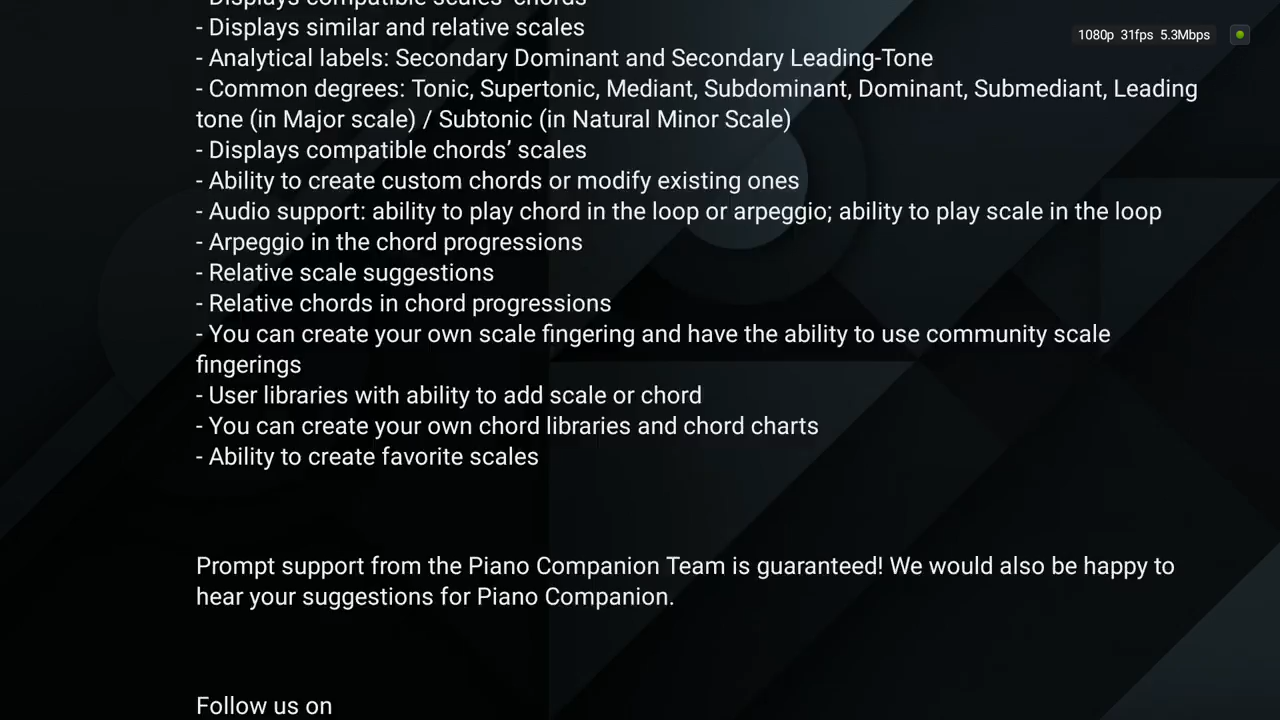 - Displays compatible scales' chords
- Displays similar and relative scales
1080p 31fps 5.3Mbps
- Analytical labels: Secondary Dominant and Secondary Leading-Tone
- Common degrees: Tonic, Supertonic, Mediant, Subdominant, Dominant, Submediant, Leading
tone (in Major scale) / Subtonic (in Natural Minor Scale)
- Displays compatible chords’ scales
- Ability to create custom chords or modify existing ones
- Audio support: ability to play chord in the loop or arpeggio; ability to play scale in the loop
- Arpeggio in the chord progressions
- Relative scale suggestions
- Relative chords in chord progressions
- You can create your own scale fingering and have the ability to use community scale
fingerings
- User libraries with ability to add scale or chord
- You can create your own chord libraries and chord charts
- Ability to create favorite scales
Prompt support from the Piano Companion Team is guaranteed! We would also be happy to
hear your suggestions for Piano Companion.
Follow us on